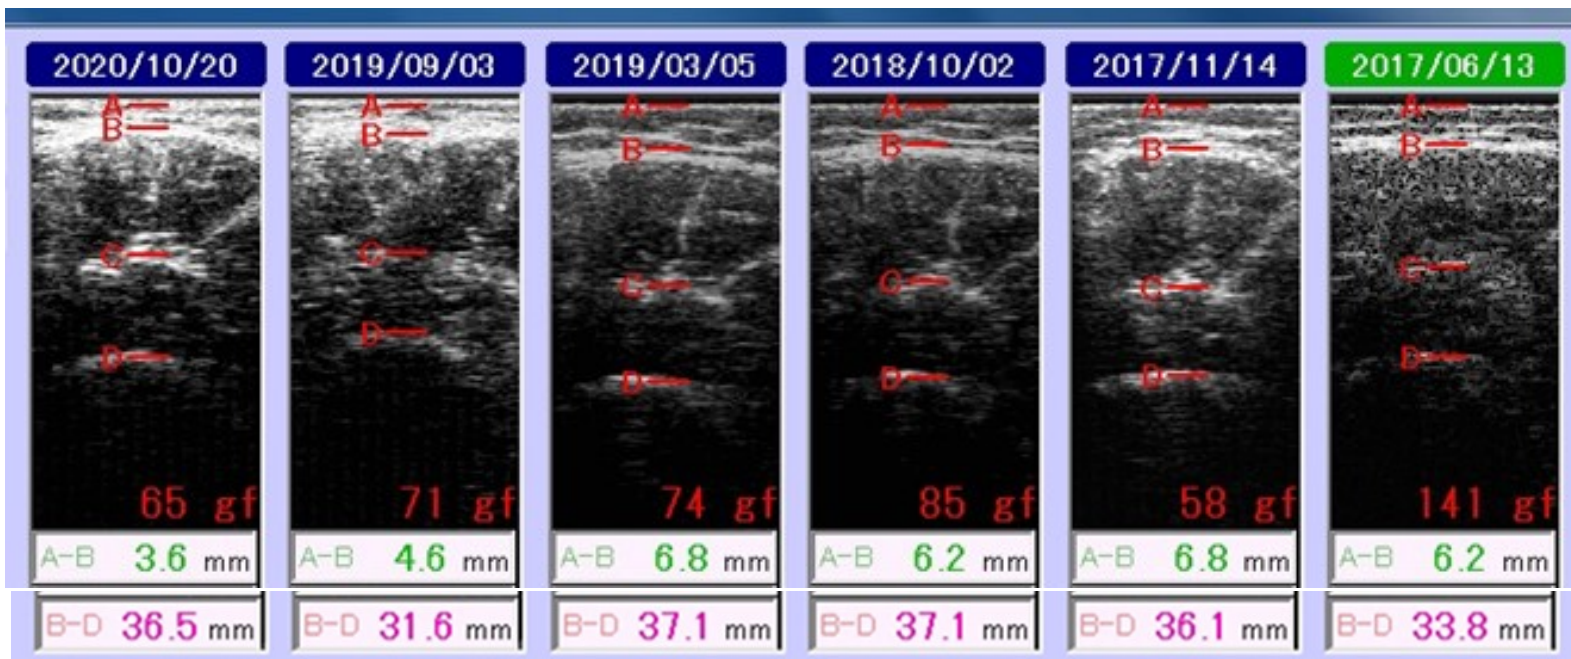 2020/10/20 2019/09/03 2019/03/05 2018/10/02 2017/11/14 2017/06/13
A A A A A A
B B B B B B
C C C C C C
D D D D D D
65 gf 71 gf 74 gf 85 gf 58 gf 141 gf
A-B 3.6 mm A-B 4.6 mm A-B 6.8 mm A-B 6.2 mm A-B 6.8 mm A-B 6.2 mm
B-D 36.5 mm B-D 31.6 mm B-D 37.1 mm B-D 37.1 mm B-D 36.1 mm B-D 33.8 mm